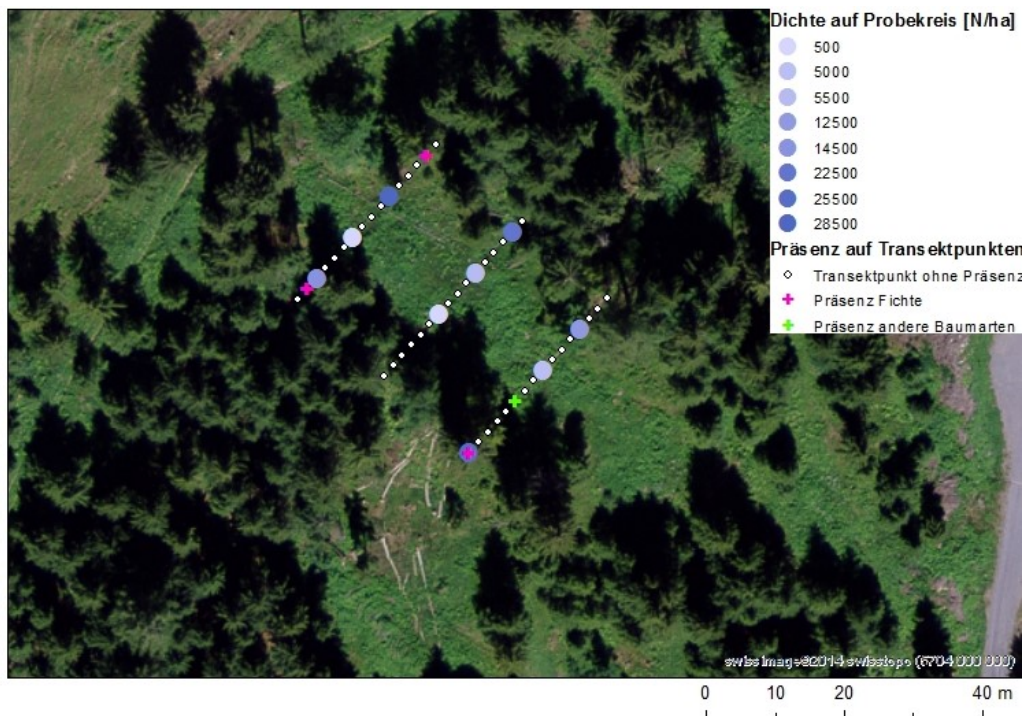 Dichte auf Probekreis [N/ha]
500
5000
5500
12500
14500
22500
25500
28500
Präsenz auf Transektpunkten
Transektpunkt ohne Präsenz
Präsenz Fichte
Präsenz andere Baumarten
swissimage©2014 swisstopo (5704 000 000)
0 10 20 40 m